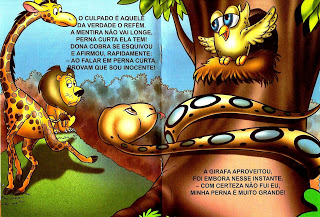 O CULPADO É AQUELE
DA VERDADE O REFÉM.
A MENTIRA NÃO VAI LONGE,
PERNA CURTA ELA TEM!
DONA COBRA SE ESQUIVOU
E AFIRMOU, RAPIDAMENTE:
– AO FALAR EM PERNA CURTA,
PROVAM QUE SOU INOCENTE!
A GIRAFA APROVEITOU,
FOI EMBORA NESSE INSTANTE.
– COM CERTEZA NÃO FUI EU,
MINHA PERNA É MUITO GRANDE!